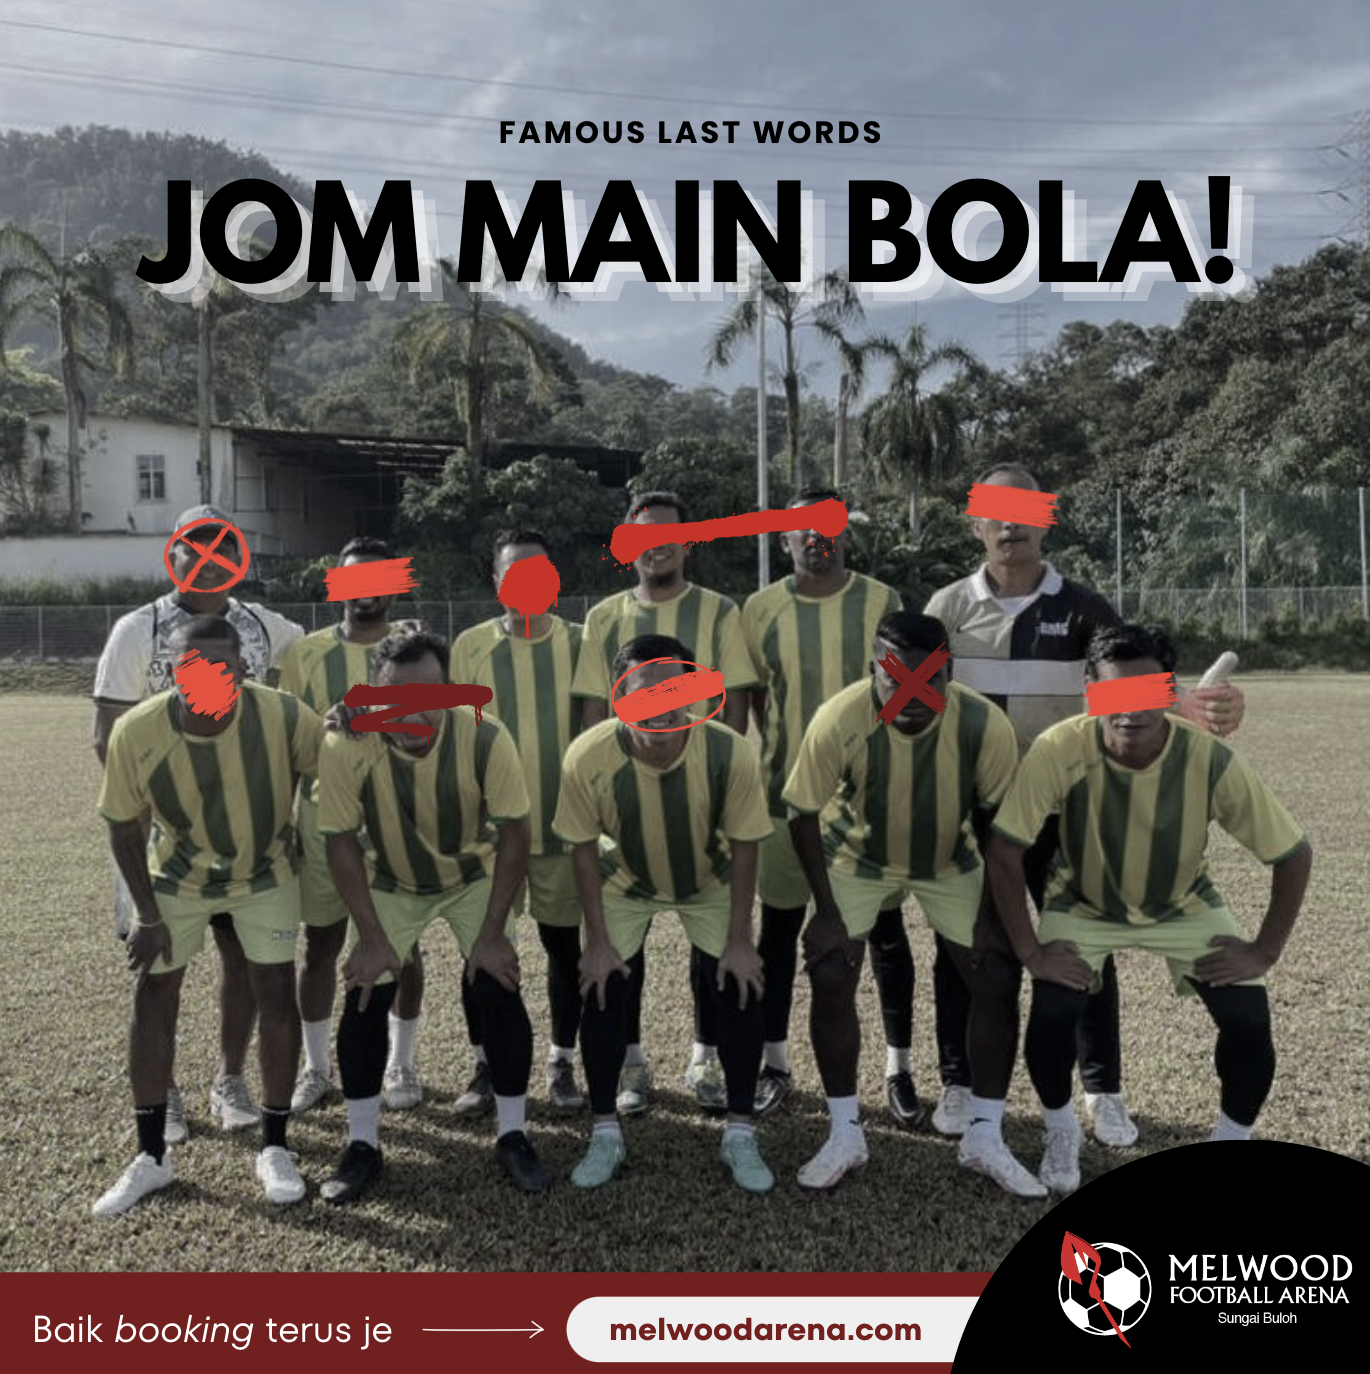 FAMOUS LAST WORDS
JOM MAIN BOLA!
Baik booking terus je
melwoodarena.com
MELWOOD
FOOTBALL ARENA
Sungai Buloh